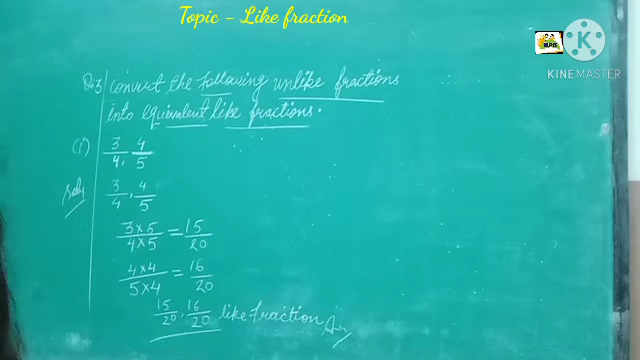 Topic - Like fraction
KINEMASTER
Q.3 convert the following unlike fractions
into equivalent like fractions.
(i) 3/4, 4/5
Soln 3/4, 4/5
3×5/4×5 = 15/20
4×4/5×4 = 16/20
15/20, 16/20 like fraction Ans